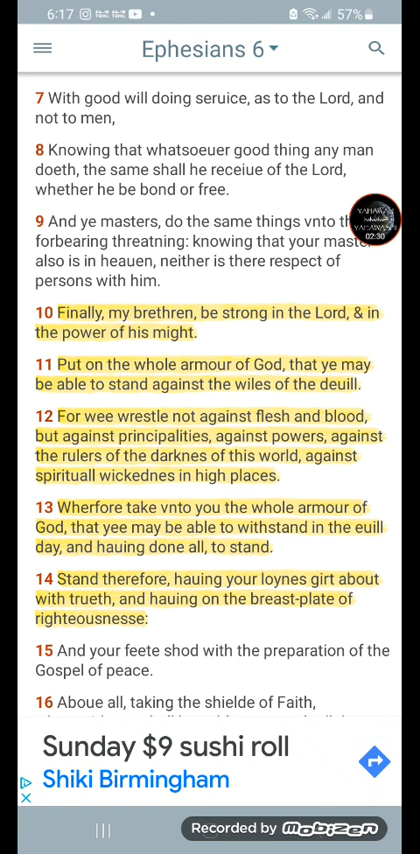 6:17 57%
Ephesians 6
7 With good will doing seruice, as to the Lord, and
not to men,
8 Knowing that whatsoeuer good thing any man
doeth, the same shall he receiue of the Lord,
whether he be bond or free.
9 And ye masters, do the same things vnto
forbearing threatning: knowing that your
also is in heauen, neither is there respect of
persons with him.
YAHAWAH
YAHAWASHI
02:30
10 Finally, my brethren, be strong in the Lord, & in
the power of his might.
11 Put on the whole armour of God, that ye may
be able to stand against the wiles of the deuill.
12 For wee wrestle not against flesh and blood,
but against principalities, against powers, against
the rulers of the darknes of this world, against
spirituall wickednes in high places.
13 Wherfore take vnto you the whole armour of
God, that yee may be able to withstand in the euill
day, and hauing done all, to stand.
14 Stand therefore, hauing your loynes girt about
with trueth, and hauing on the breast-plate of
righteousnesse:
15 And your feete shod with the preparation of the
Gospel of peace.
16 Aboue all, taking the shielde of Faith,
Sunday $9 sushi roll
Shiki Birmingham
Recorded by mobizen